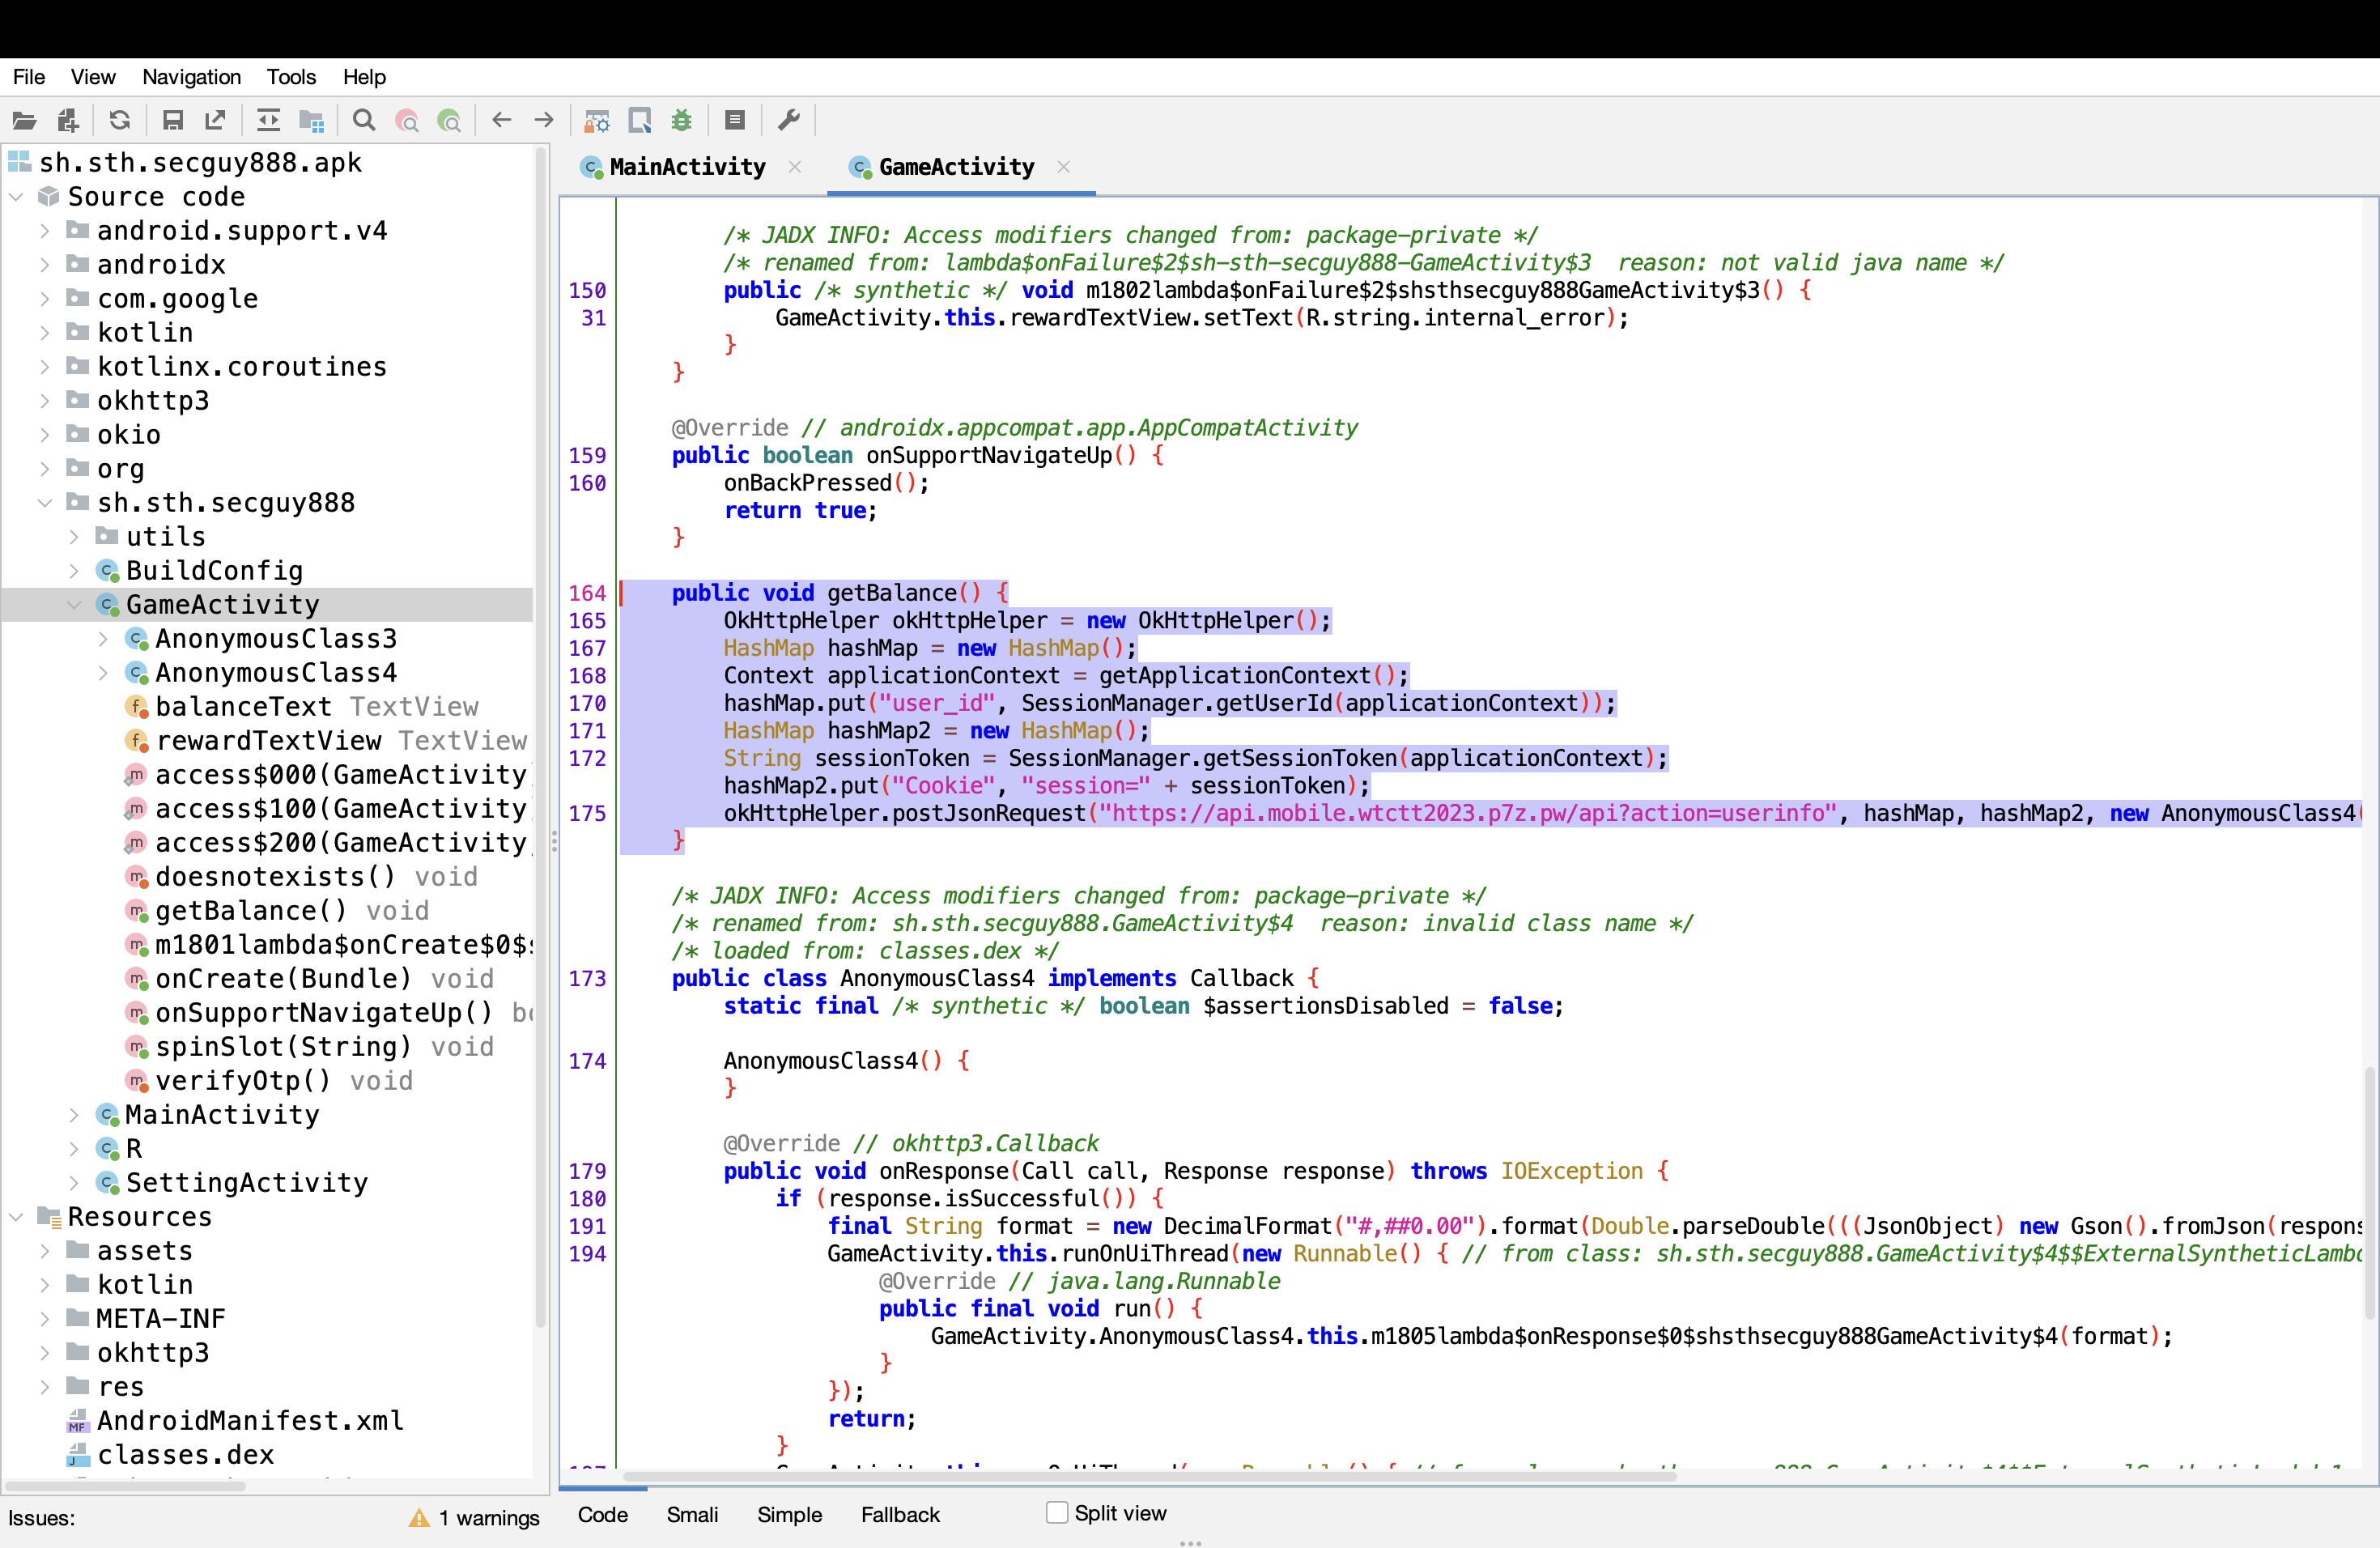 File View Navigation Tools Help
sh.sth.secguy888.apk
Source code
android.support.v4
androidx
com.google
kotlin
kotlinx.coroutines
okhttp3
okio
org
sh.sth.secguy888
utils
BuildConfig
GameActivity
AnonymousClass3
AnonymousClass4
balanceText TextView
rewardTextView TextView
access$000(GameActivity
access$100(GameActivity
access$200(GameActivity
doesnotexists() void
getBalance() void
m1801lambda$onCreate$0$s
onCreate(Bundle) void
onSupportNavigateUp() bo
spinSlot(String) void
verifyOtp() void
MainActivity
R
SettingActivity
Resources
assets
kotlin
META-INF
okhttp3
res
AndroidManifest.xml
classes.dex
Issues: 1 warnings
MainActivity GameActivity
/* JADX INFO: Access modifiers changed from: package-private */
/* renamed from: lambda$onFailure$2$sh-sth-secguy888-GameActivity$3  reason: not valid java name */
150 public /* synthetic */ void m1802lambda$onFailure$2$shsthsecguy888GameActivity$3() {
31 GameActivity.this.rewardTextView.setText(R.string.internal_error);
}
}
@Override // androidx.appcompat.app.AppCompatActivity
159 public boolean onSupportNavigateUp() {
160 onBackPressed();
return true;
}
164 public void getBalance() {
165 OkHttpHelper okHttpHelper = new OkHttpHelper();
167 HashMap hashMap = new HashMap();
168 Context applicationContext = getApplicationContext();
170 hashMap.put("user_id", SessionManager.getUserId(applicationContext));
171 HashMap hashMap2 = new HashMap();
172 String sessionToken = SessionManager.getSessionToken(applicationContext);
hashMap2.put("Cookie", "session=" + sessionToken);
175 okHttpHelper.postJsonRequest("https://api.mobile.wtctt2023.p7z.pw/api?action=userinfo", hashMap, hashMap2, new AnonymousClass4(
}
/* JADX INFO: Access modifiers changed from: package-private */
/* renamed from: sh.sth.secguy888.GameActivity$4  reason: invalid class name */
/* loaded from: classes.dex */
173 public class AnonymousClass4 implements Callback {
static final /* synthetic */ boolean $assertionsDisabled = false;
174 AnonymousClass4() {
}
@Override // okhttp3.Callback
179 public void onResponse(Call call, Response response) throws IOException {
180 if (response.isSuccessful()) {
191 final String format = new DecimalFormat("#,##0.00").format(Double.parseDouble(((JsonObject) new Gson().fromJson(respons
194 GameActivity.this.runOnUiThread(new Runnable() { // from class: sh.sth.secguy888.GameActivity$4$$ExternalSyntheticLambd
@Override // java.lang.Runnable
public final void run() {
GameActivity.AnonymousClass4.this.m1805lambda$onResponse$0$shsthsecguy888GameActivity$4(format);
}
});
return;
}
Code Smali Simple Fallback Split view